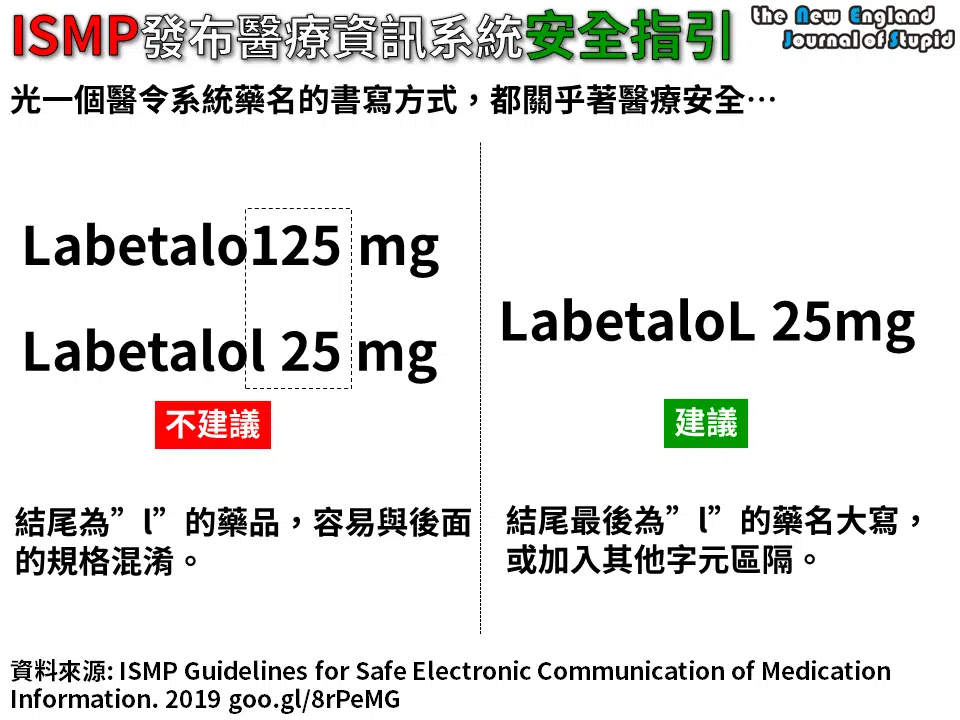 ISMP發布醫療資訊系統安全指引
the New England
Journal of Stupid
光一個醫令系統藥名的書寫方式，都關乎著醫療安全…
Labetalo125 mg
Labetalol 25 mg
不建議
結尾為”l”的藥品，容易與後面
的規格混淆。
LabetaloL 25mg
建議
結尾最後為”l”的藥名大寫，
或加入其他字元區隔。
資料來源: ISMP Guidelines for Safe Electronic Communication of Medication
Information. 2019 goo.gl/8rPeMG